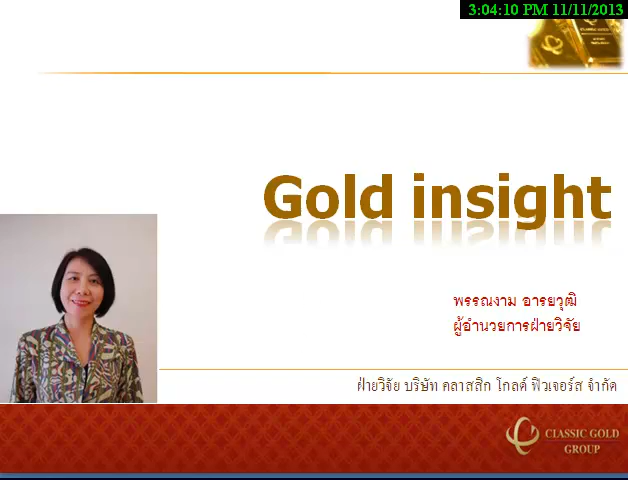 3:04:10 PM 11/11/2013
Gold insight
พรรณงาม อารยวุฒิ
ผู้อำนวยการฝ่ายวิจัย
ฝ่ายวิจัย บริษัท คลาสสิก โกลด์ ฟิวเจอร์ส จำกัด
CLASSIC GOLD
GROUP